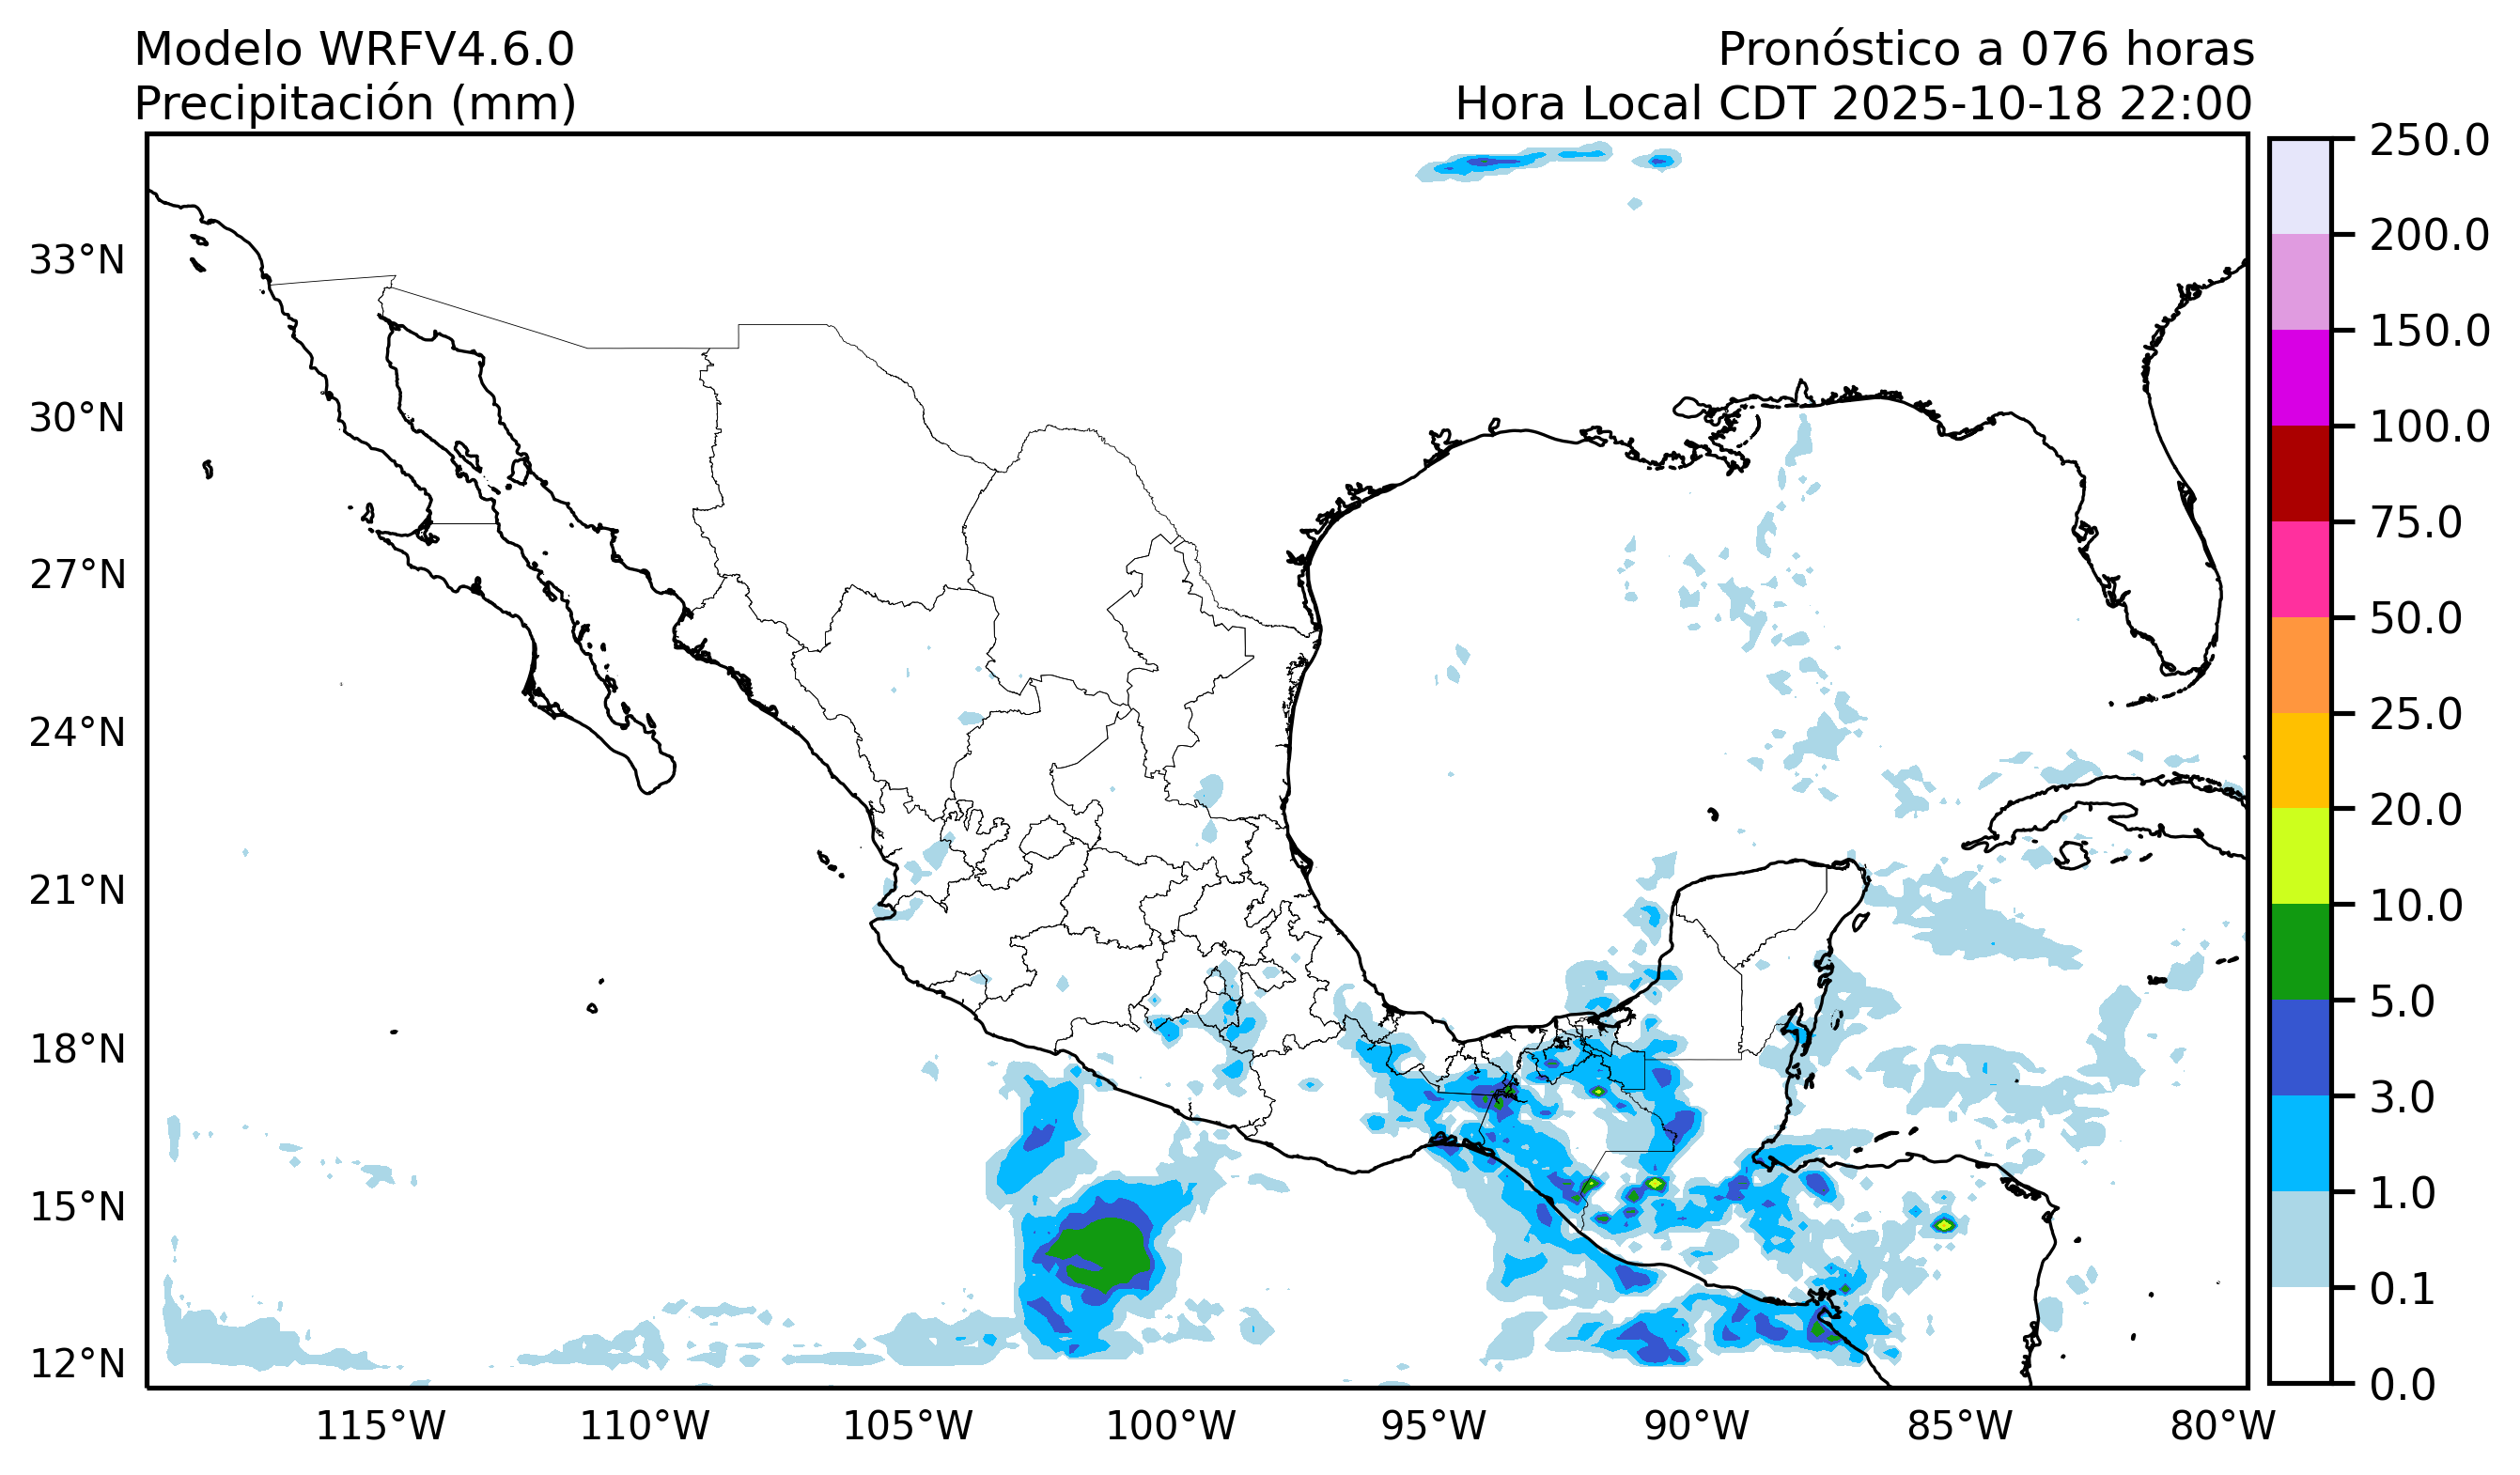 Modelo WRFV4.6.0
Precipitación (mm)
Pronóstico a 076 horas
Hora Local CDT 2025-10-18 22:00
33°N
30°N
27°N
24°N
21°N
18°N
15°N
12°N
115°W
110°W
105°W
100°W
95°W
90°W
85°W
80°W
250.0
200.0
150.0
100.0
75.0
50.0
25.0
20.0
10.0
5.0
3.0
1.0
0.1
0.0